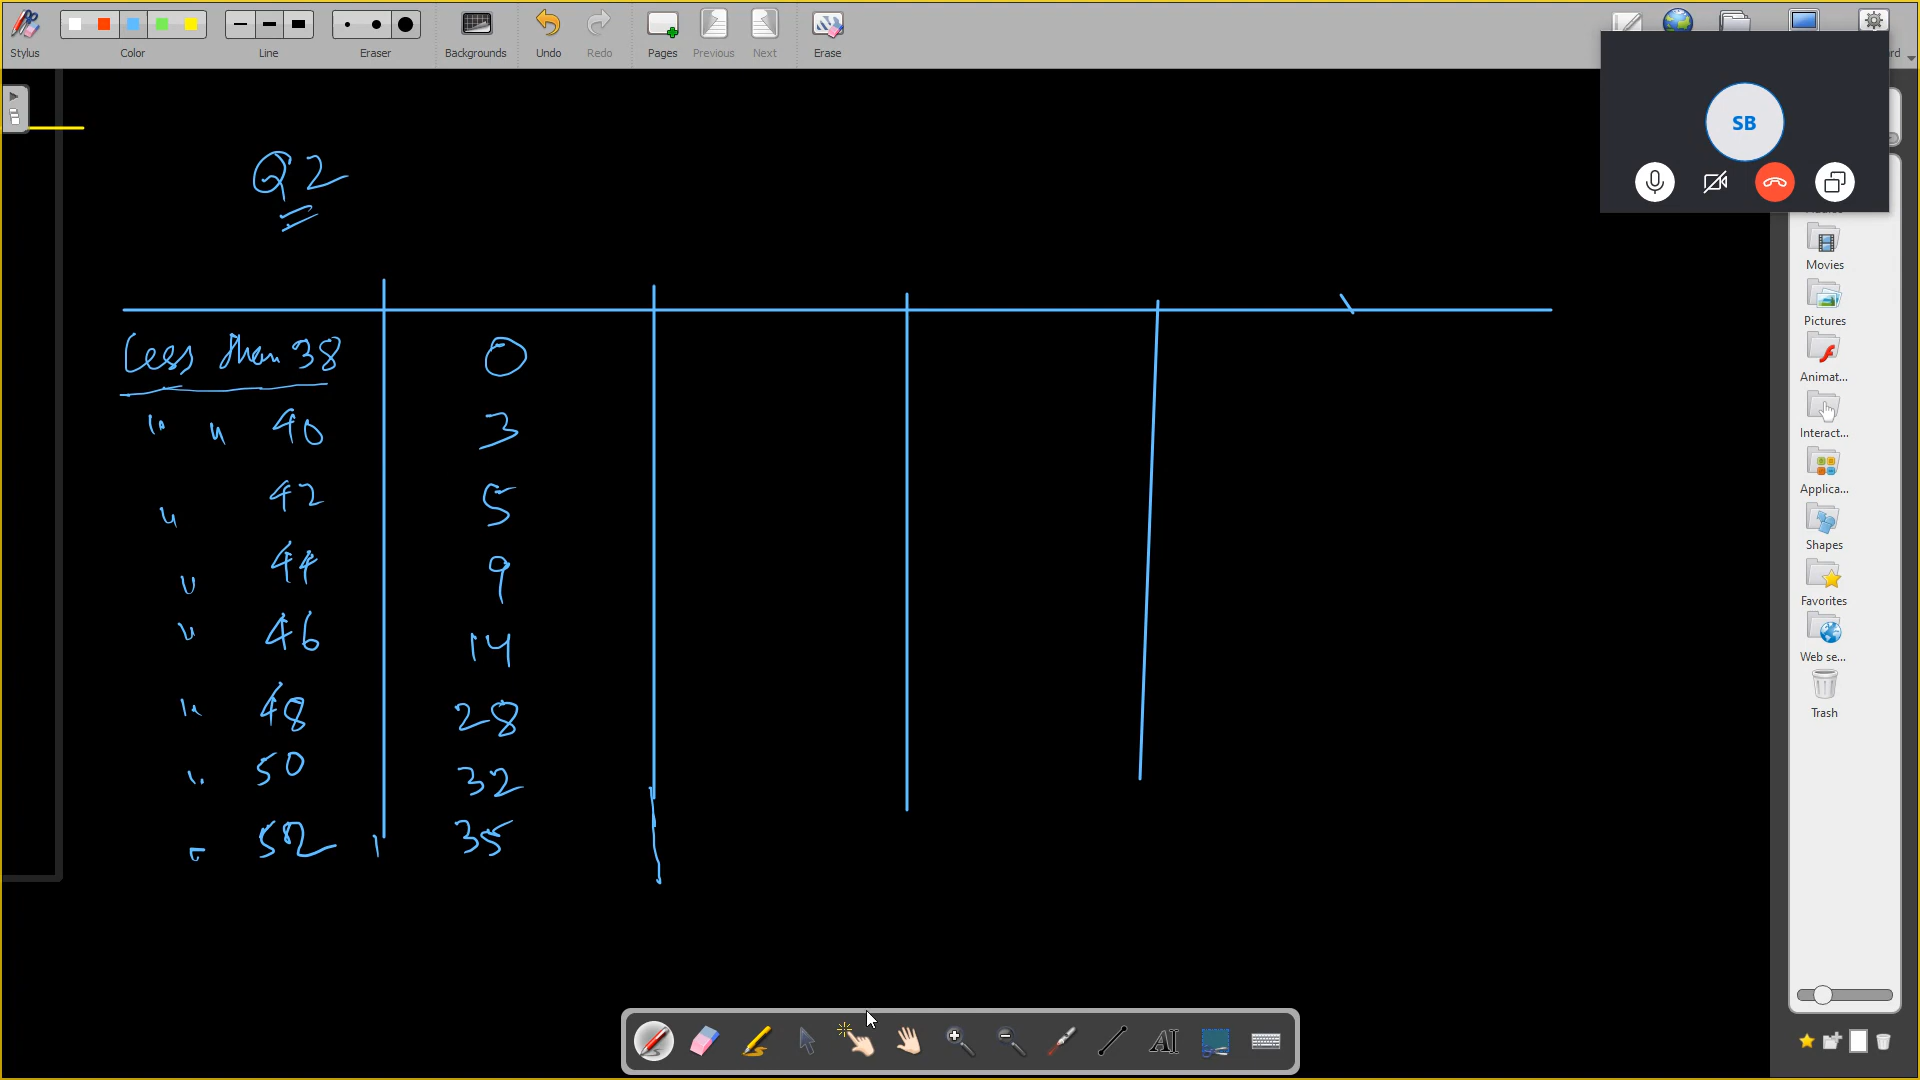 Stylus Color Line Eraser Backgrounds Undo Redo Pages Previous Next Erase
SB
Q2
Less than 38 0
" " 40 3
" 42 5
" 44 9
" 46 14
" 48 28
" 50 32
" 52 35
Movies
Pictures
Animat...
Interact...
Applica...
Shapes
Favorites
Web se...
Trash